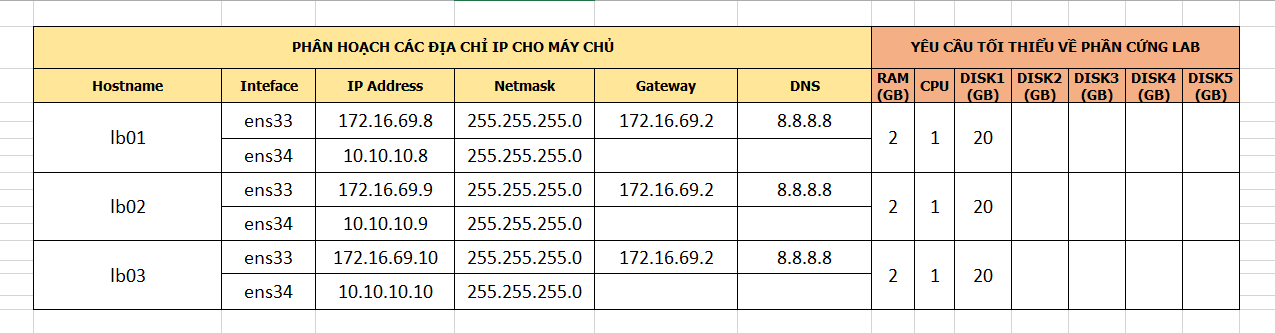 PHÂN HOẠCH CÁC ĐỊA CHỈ IP CHO MÁY CHỦ YÊU CẦU TỐI THIỂU VỀ PHẦN CỨNG LAB
Hostname Inteface IP Address Netmask Gateway DNS RAM (GB) CPU DISK1 (GB) DISK2 (GB) DISK3 (GB) DISK4 (GB) DISK5 (GB)
lb01 ens33 172.16.69.8 255.255.255.0 172.16.69.2 8.8.8.8 2 1 20
ens34 10.10.10.8 255.255.255.0
lb02 ens33 172.16.69.9 255.255.255.0 172.16.69.2 8.8.8.8 2 1 20
ens34 10.10.10.9 255.255.255.0
lb03 ens33 172.16.69.10 255.255.255.0 172.16.69.2 8.8.8.8 2 1 20
ens34 10.10.10.10 255.255.255.0